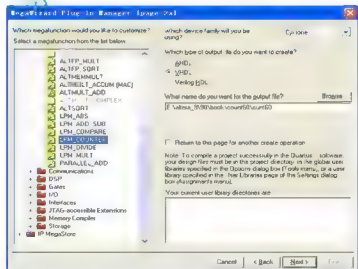 MegaWizard Plug-In Manager [page 2a]
Which megafunction would you like to customize?
Select a megafunction from the list below
ALTFP_MULT
ALTFP_SQRT
ALTMEMMULT
ALTMULT_ACCUM (MAC)
ALTMULT_ADD
ALTSQRT
LPM_ABS
LPM_ADD_SUB
LPM_COMPARE
LPM_COUNTER
LPM_DIVIDE
LPM_MULT
PARALLEL_ADD
Communications
DSP
Gates
I/O
Interfaces
JTAG-accessible Extensions
Memory Compiler
Storage
IP MegaStore
Which device family will you be using?
Cyclone
Which type of output file do you want to create?
AHDL
VHDL
Verilog HDL
What name do you want for the output file?
Browse
Return to this page for another create operation
Note: To compile a project successfully in the Quartus software, your design files must be in the project directory, in the global user libraries specified in the Options dialog box (Tools menu), or a user library specified in the User Libraries page of the Settings dialog box (Assignments menu).
Your current user library directories are:
Cancel
< Back
Next >